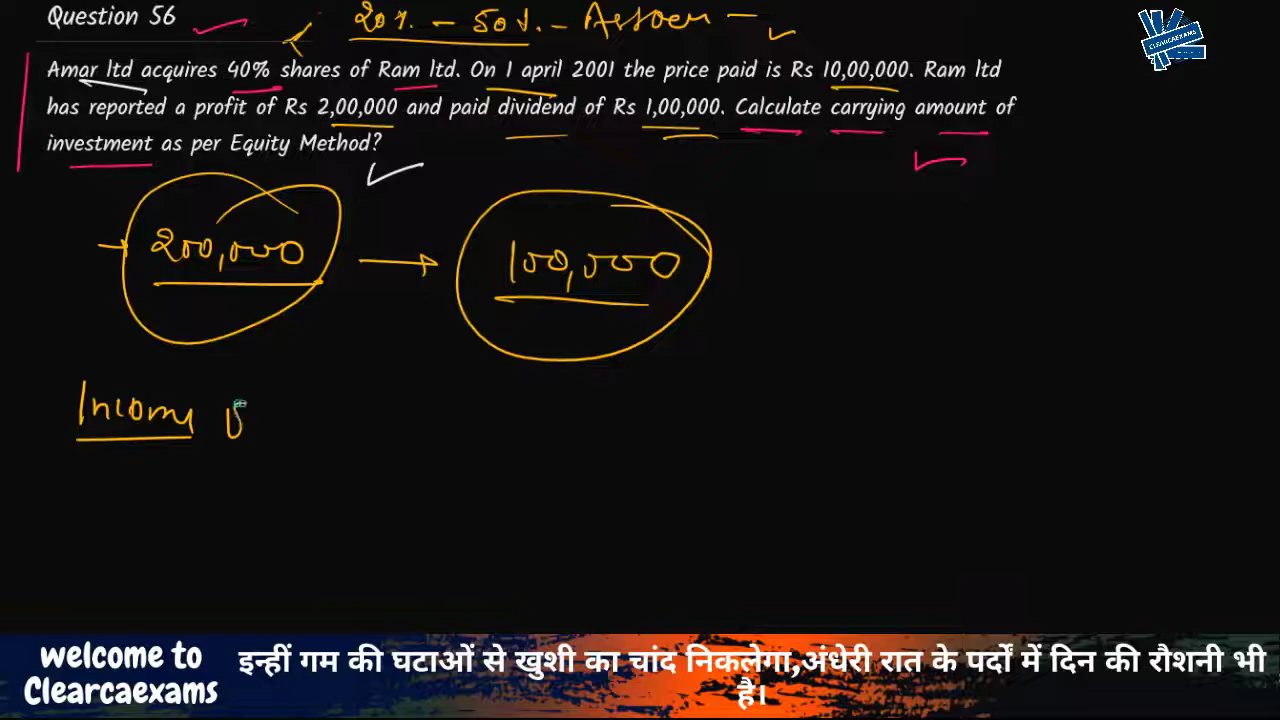 Question 56
20%. - 50%. -
CLEARCAEXAMS
Amar ltd acquires 40% shares of Ram ltd. On 1 april 2001 the price paid is Rs 10,00,000. Ram ltd
has reported a profit of Rs 2,00,000 and paid dividend of Rs 1,00,000. Calculate carrying amount of
investment as per Equity Method?
200,000
100,000
Income
welcome to
Clearcaexams
इन्हीं गम की घटाओं से खुशी का चांद निकलेगा,अंधेरी रात के पर्दों में दिन की रौशनी भी
है।